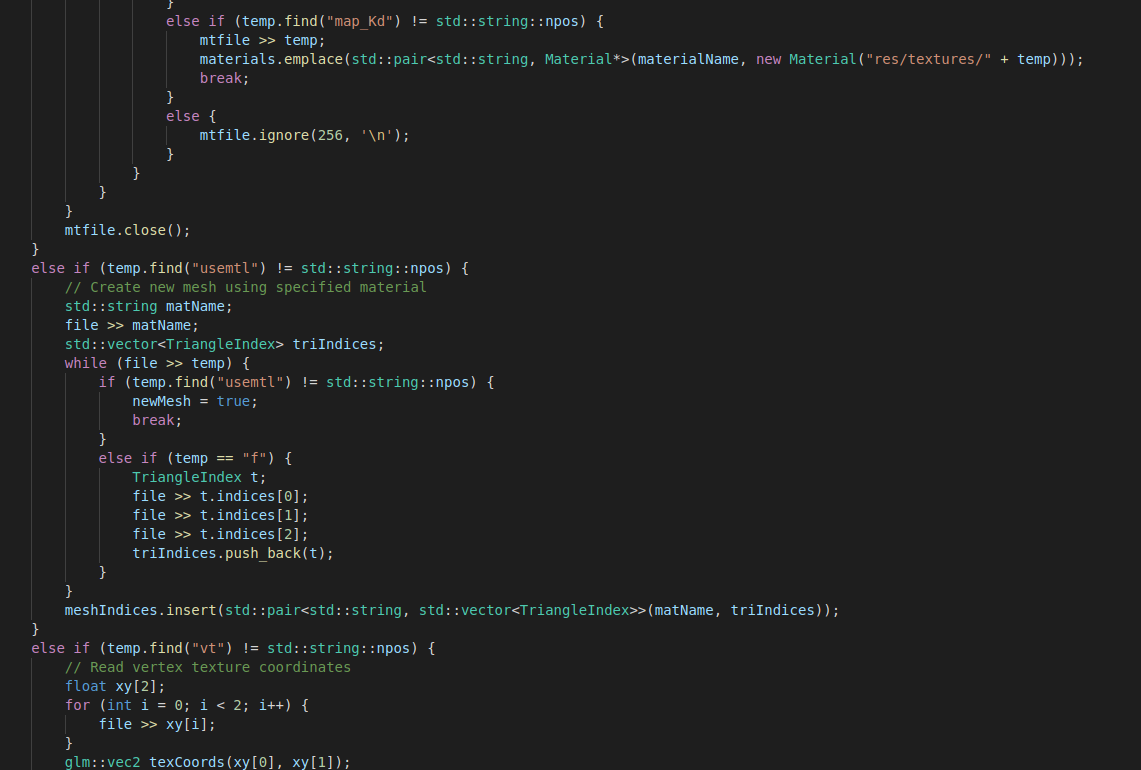 }
else if (temp.find("map_Kd") != std::string::npos) {
mtfile >> temp;
materials.emplace(std::pair<std::string, Material*>(materialName, new Material("res/textures/" + temp)));
break;
}
else {
mtfile.ignore(256, '\n');
}
}
}
}
mtfile.close();
}
else if (temp.find("usemtl") != std::string::npos) {
// Create new mesh using specified material
std::string matName;
file >> matName;
std::vector<TriangleIndex> triIndices;
while (file >> temp) {
if (temp.find("usemtl") != std::string::npos) {
newMesh = true;
break;
}
else if (temp == "f") {
TriangleIndex t;
file >> t.indices[0];
file >> t.indices[1];
file >> t.indices[2];
triIndices.push_back(t);
}
}
meshIndices.insert(std::pair<std::string, std::vector<TriangleIndex>>(matName, triIndices));
}
else if (temp.find("vt") != std::string::npos) {
// Read vertex texture coordinates
float xy[2];
for (int i = 0; i < 2; i++) {
file >> xy[i];
}
glm::vec2 texCoords(xy[0], xy[1]);